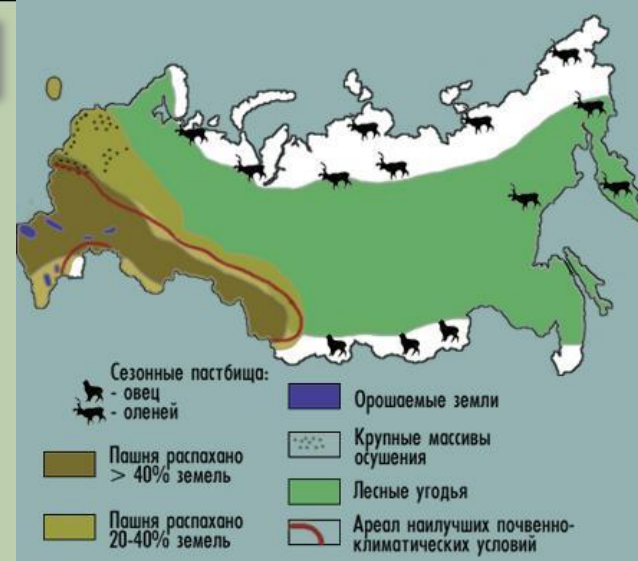 Сезонные пастбища:
- овец
- оленей
Пашня распахано
> 40% земель
Пашня распахано
20-40% земель
Орошаемые земли
Крупные массивы
осушения
Лесные угодья
Ареал наилучших почвенно-
климатических условий